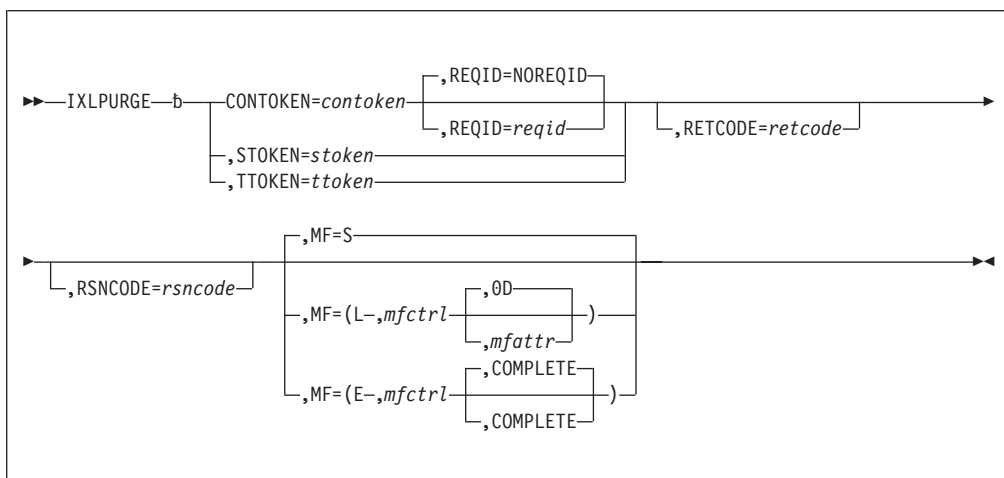 ,REQID=NOREQID
IXLPURGE ƀ CONTOKEN=contoken
,REQID=reqid ,RETCODE=retcode
,STOKEN=stoken
,TTOKEN=ttoken
,MF=S
,RSNCODE=rsncode
,0D
,MF=(L ,mfctrl )
,mfattr
,COMPLETE
,MF=(E ,mfctrl )
,COMPLETE